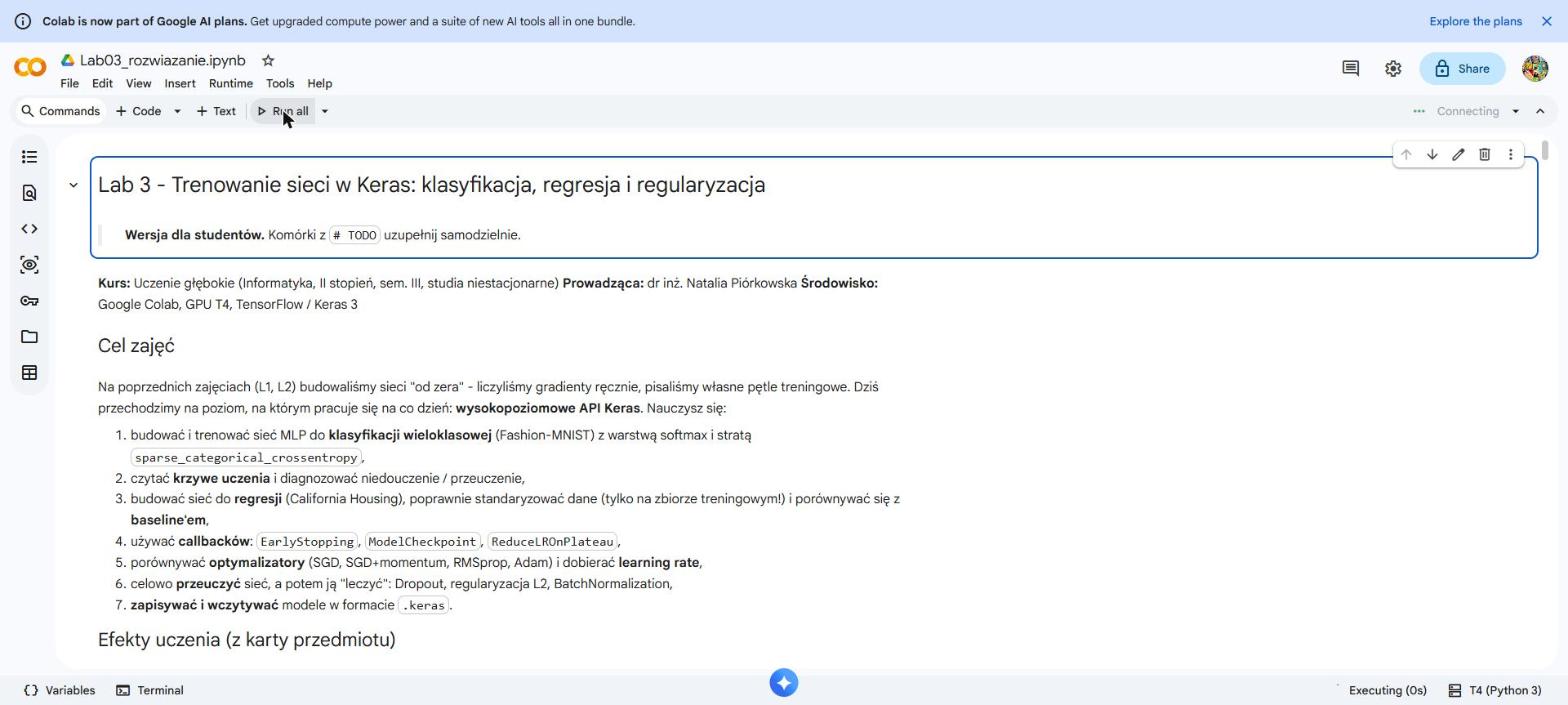 Colab is now part of Google AI plans. Get upgraded compute power and a suite of new AI tools all in one bundle.
Explore the plans
Lab03_rozwiazanie.ipynb
File Edit View Insert Runtime Tools Help
Share
Commands + Code + Text Run all
Connecting
Lab 3 - Trenowanie sieci w Keras: klasyfikacja, regresja i regularyzacja
Wersja dla studentów. Komórki z # TODO uzupełnij samodzielnie.
Kurs: Uczenie głębokie (Informatyka, II stopień, sem. III, studia niestacjonarne) Prowadząca: dr inż. Natalia Piórkowska Środowisko:
Google Colab, GPU T4, TensorFlow / Keras 3
Cel zajęć
Na poprzednich zajęciach (L1, L2) budowaliśmy sieci "od zera" - liczyliśmy gradienty ręcznie, pisaliśmy własne pętle treningowe. Dziś
przechodzimy na poziom, na którym pracuje się na co dzień: wysokopoziomowe API Keras. Nauczysz się:
1. budować i trenować sieć MLP do klasyfikacji wieloklasowej (Fashion-MNIST) z warstwą softmax i stratą
sparse_categorical_crossentropy,
2. czytać krzywe uczenia i diagnozować niedouczenie / przeuczenie,
3. budować sieć do regresji (California Housing), poprawnie standaryzować dane (tylko na zbiorze treningowym!) i porównywać się z
baseline'em,
4. używać callbacków: EarlyStopping, ModelCheckpoint, ReduceLROnPlateau,
5. porównywać optymalizatory (SGD, SGD+momentum, RMSprop, Adam) i dobierać learning rate,
6. celowo przeuczyć sieć, a potem ją "leczyć": Dropout, regularyzacja L2, BatchNormalization,
7. zapisywać i wczytywać modele w formacie .keras.
Efekty uczenia (z karty przedmiotu)
Variables Terminal
Executing (0s) T4 (Python 3)